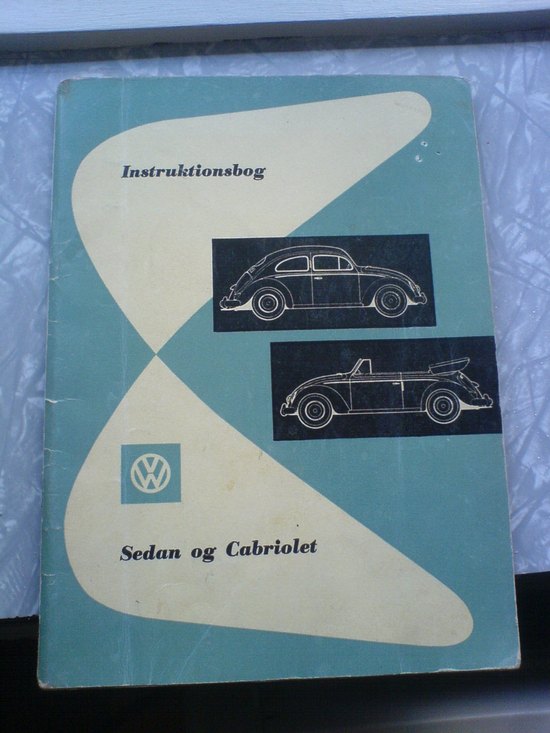 Instruktionsbog
VW
Sedan og Cabriolet